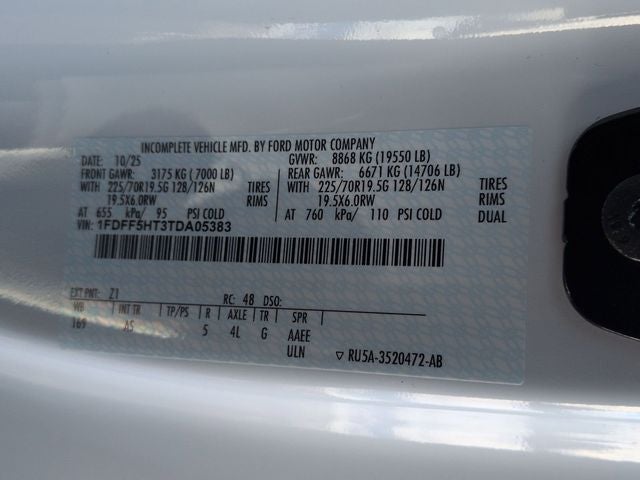 INCOMPLETE VEHICLE MFD. BY FORD MOTOR COMPANY
DATE: 10/25 GVWR: 8868 KG (19550 LB)
FRONT GAWR: 3175 KG ( 7000 LB) REAR GAWR: 6671 KG (14706 LB)
WITH 225/70R19.5G 128/126N TIRES WITH 225/70R19.5G 128/126N TIRES
19.5X6.0RW RIMS 19.5X6.0RW RIMS
AT 655 kPa/ 95 PSI COLD AT 760 kPa/ 110 PSI COLD DUAL
VIN: 1FDFF5HT3TDA05383
EXT PNT: Z1 RC: 48 DSO:
WB INT TR TP/PS R AXLE TR SPR
169 AS 5 4L G AAEE
ULN ▽ RU5A-3520472-AB